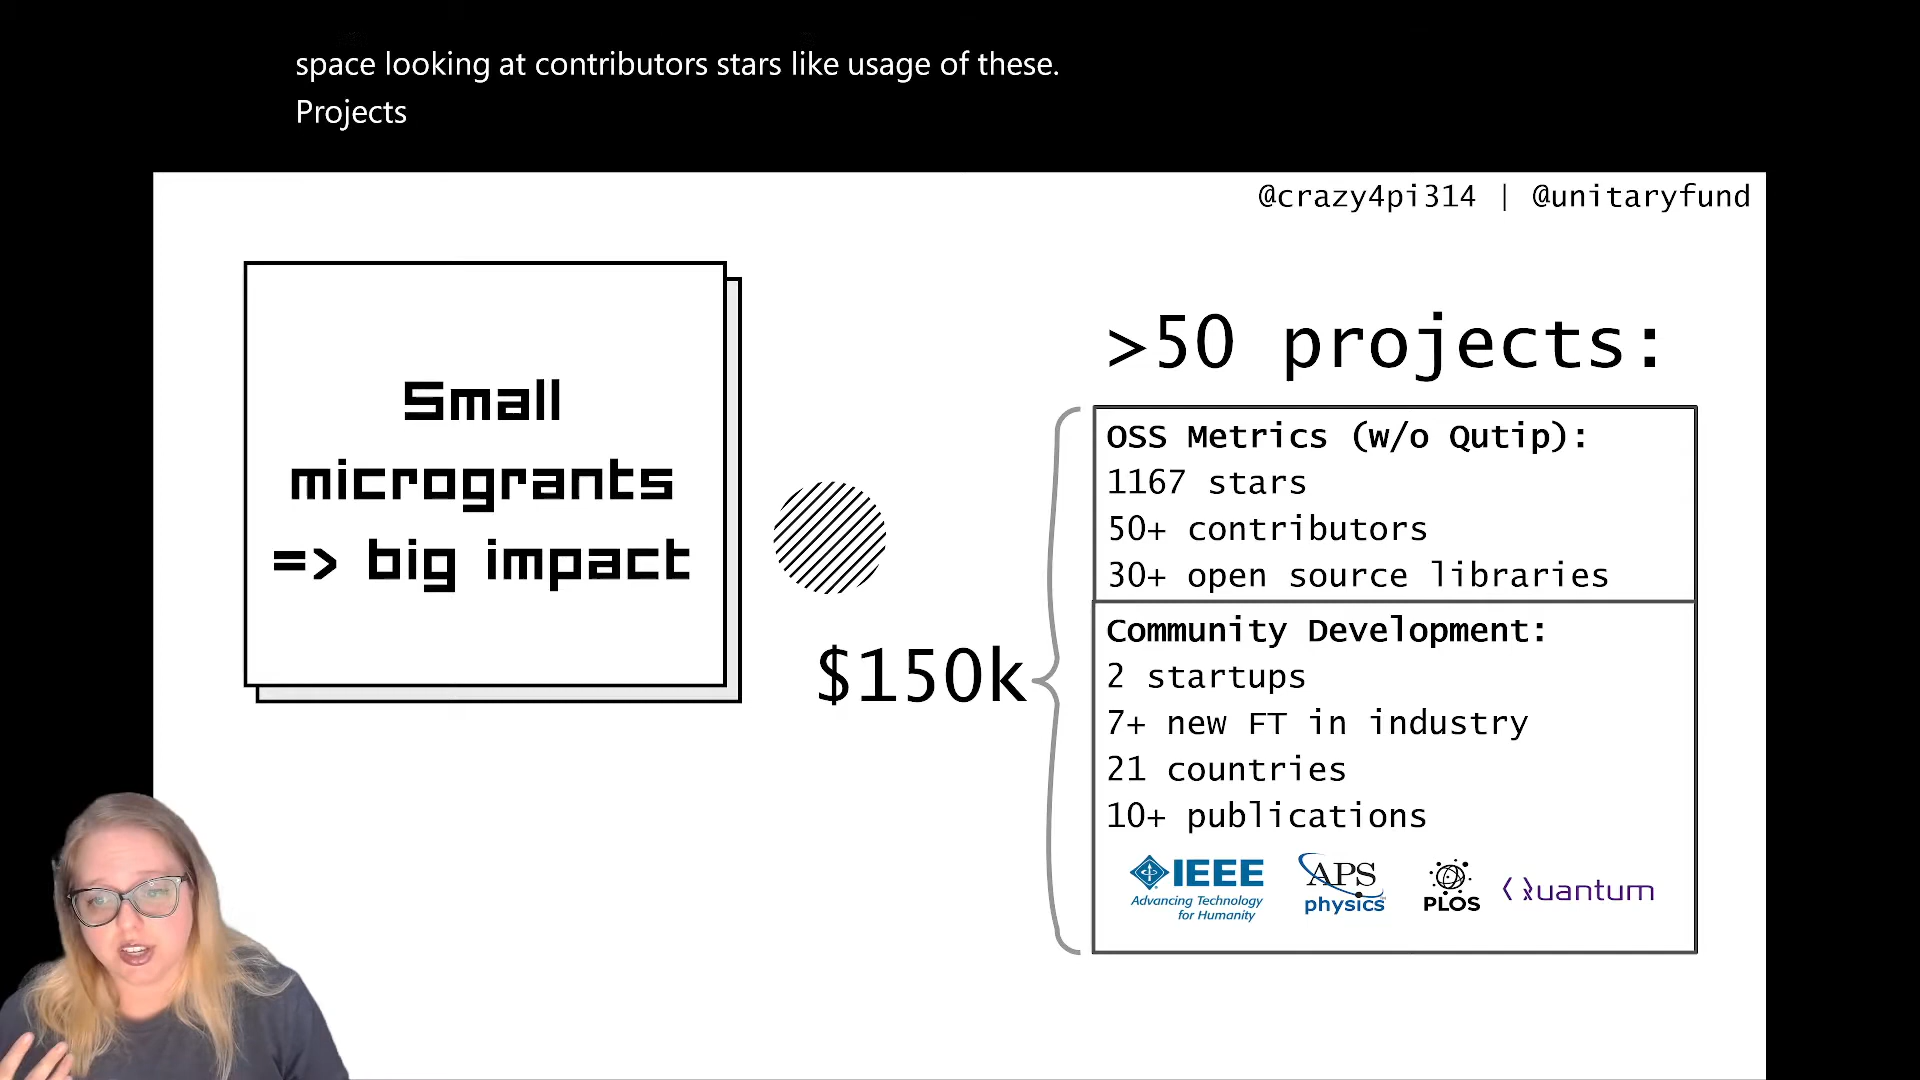 space looking at contributors stars like usage of these.
Projects
@crazy4pi314 | @unitaryfund
Small
microgrants
=> big impact
>50 projects:
OSS Metrics (w/o Qutip):
1167 stars
50+ contributors
30+ open source libraries
$150k
Community Development:
2 startups
7+ new FT in industry
21 countries
10+ publications
IEEE
Advancing Technology
for Humanity
APS
physics
PLOS
Quantum